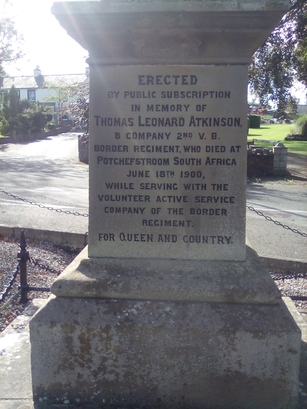 ERECTED
BY PUBLIC SUBSCRIPTION
IN MEMORY OF
THOMAS LEONARD ATKINSON,
B COMPANY 2ND V. B.
BORDER REGIMENT, WHO DIED AT
POTCHEFSTROOM SOUTH AFRICA
JUNE 18TH 1900,
WHILE SERVING WITH THE
VOLUNTEER ACTIVE SERVICE
COMPANY OF THE BORDER
REGIMENT.
FOR QUEEN AND COUNTRY.